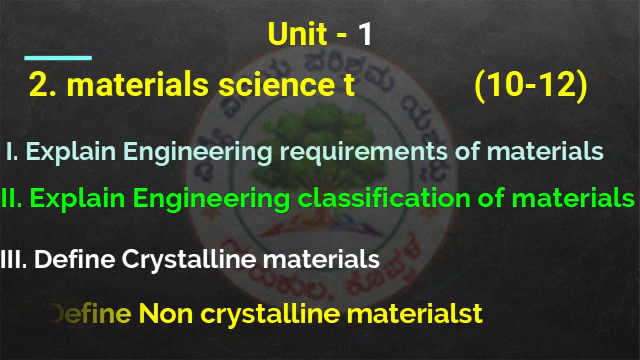 Unit - 1
2. materials science t (10-12)
I. Explain Engineering requirements of materials
II. Explain Engineering classification of materials
III. Define Crystalline materials
Define Non crystalline materialst